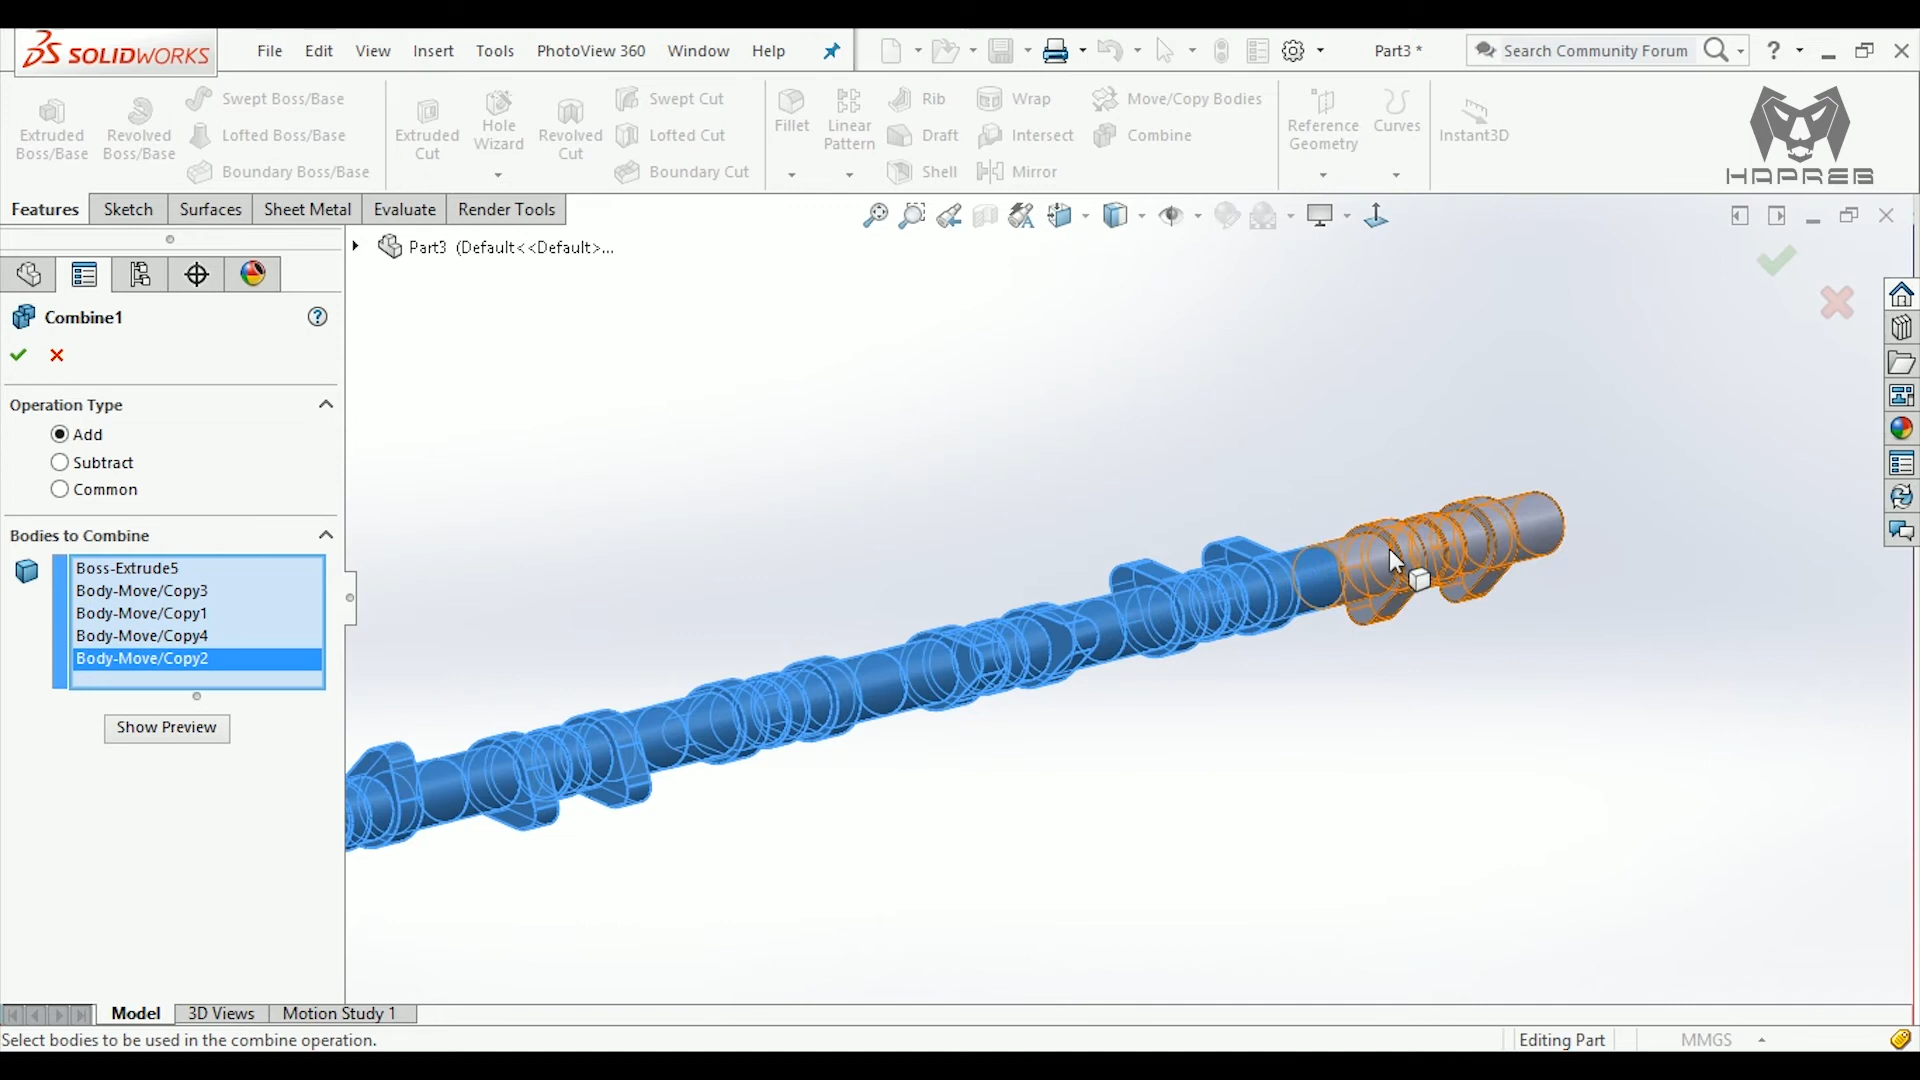 SOLIDWORKS File Edit View Insert Tools PhotoView 360 Window Help Part3 * Search Community Forum ?
Extruded Boss/Base
Revolved Boss/Base
Swept Boss/Base
Lofted Boss/Base
Boundary Boss/Base
Extruded Cut
Hole Wizard
Revolved Cut
Swept Cut
Lofted Cut
Boundary Cut
Fillet
Linear Pattern
Rib
Draft
Shell
Wrap
Intersect
Mirror
Move/Copy Bodies
Combine
Reference Geometry
Curves
Instant3D
HAPREB
Features Sketch Surfaces Sheet Metal Evaluate Render Tools
Part3 (Default<<Default>...
Combine1 ?
Operation Type
Add
Subtract
Common
Bodies to Combine
Boss-Extrude5
Body-Move/Copy3
Body-Move/Copy1
Body-Move/Copy4
Body-Move/Copy2
Show Preview
Model 3D Views Motion Study 1
Select bodies to be used in the combine operation. Editing Part MMGS